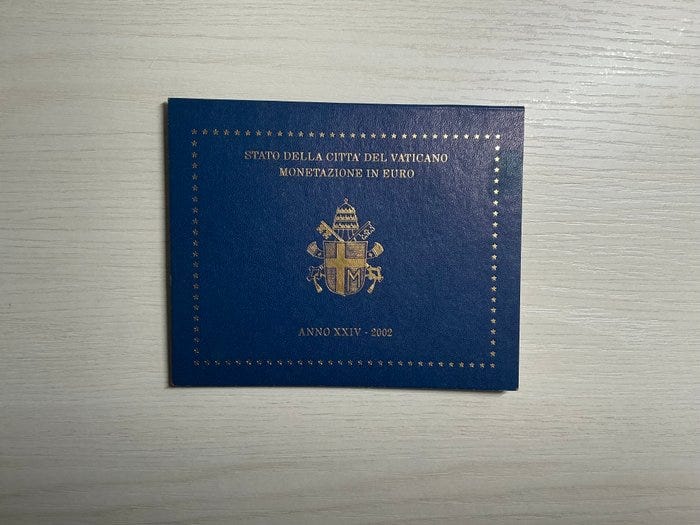 STATO DELLA CITTA' DEL VATICANO
MONETAZIONE IN EURO
M
ANNO XXIV - 2002